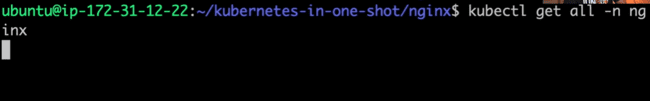 ubuntu@ip-172-31-12-22:~/kubernetes-in-one-shot/nginx$ kubectl get all -n ng
inx